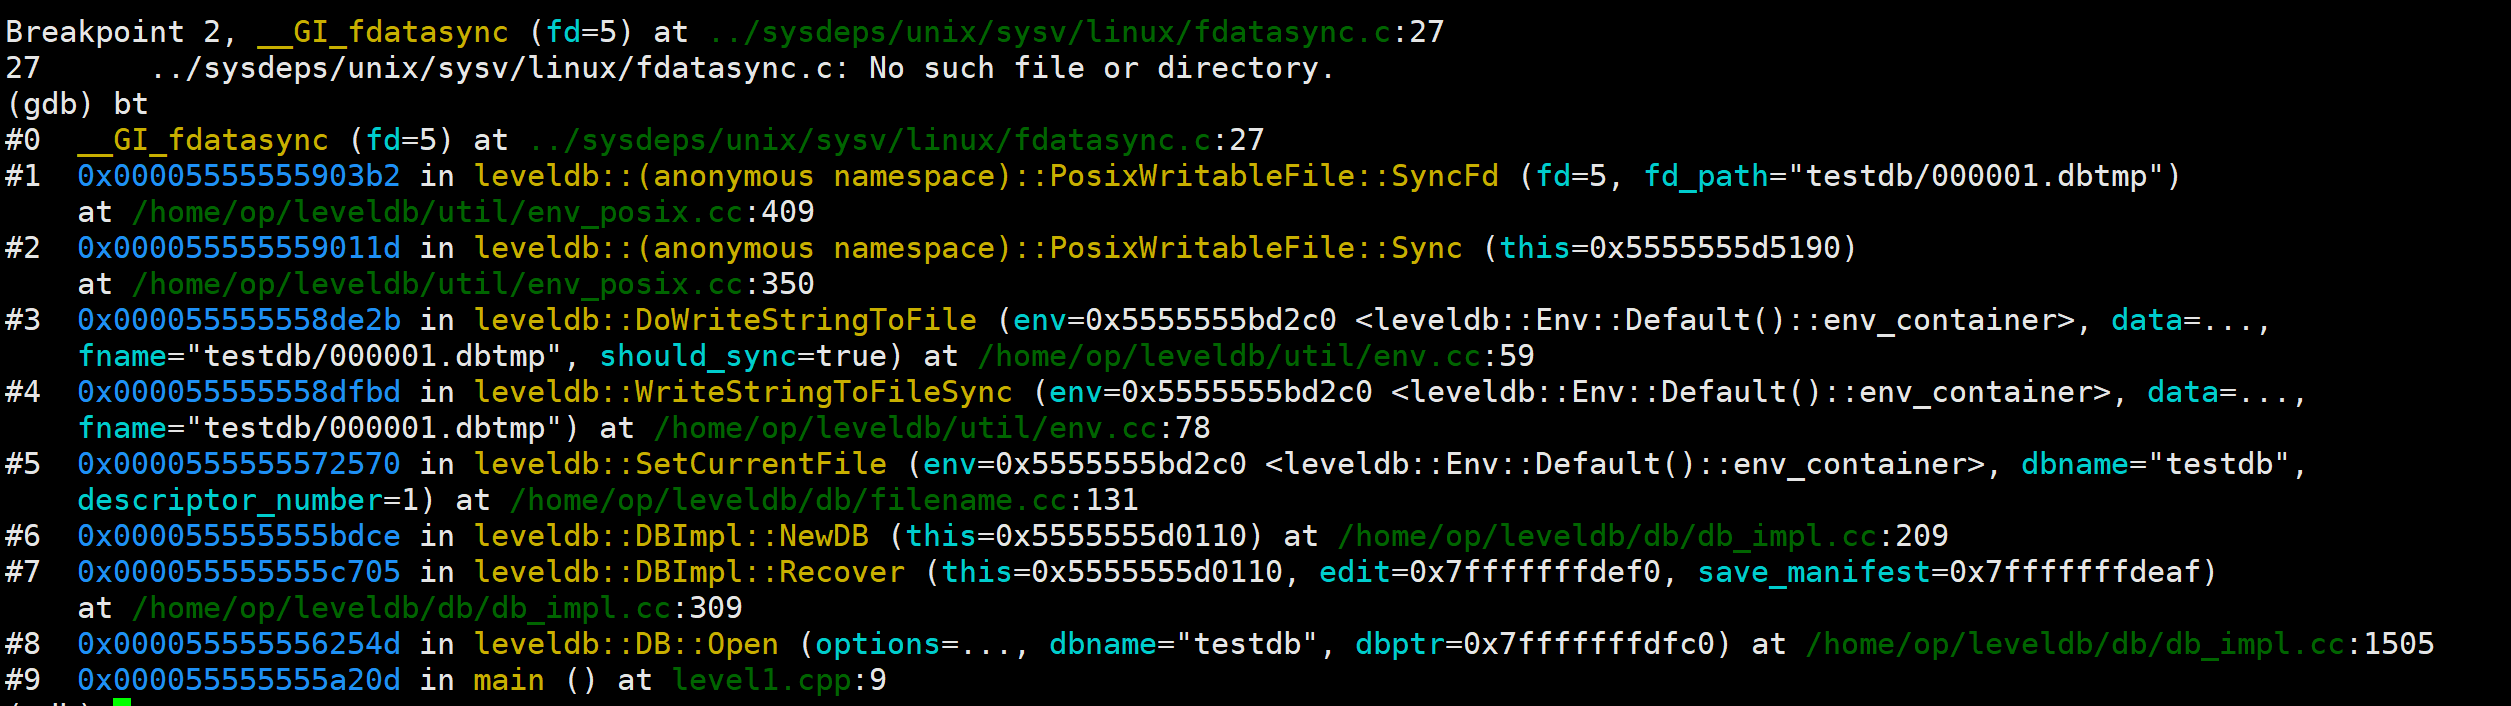 Breakpoint 2, __GI_fdatasync (fd=5) at ../sysdeps/unix/sysv/linux/fdatasync.c:27
27      ../sysdeps/unix/sysv/linux/fdatasync.c: No such file or directory.
(gdb) bt
#0  __GI_fdatasync (fd=5) at ../sysdeps/unix/sysv/linux/fdatasync.c:27
#1  0x00005555555903b2 in leveldb::(anonymous namespace)::PosixWritableFile::SyncFd (fd=5, fd_path="testdb/000001.dbtmp")
    at /home/op/leveldb/util/env_posix.cc:409
#2  0x000055555559011d in leveldb::(anonymous namespace)::PosixWritableFile::Sync (this=0x5555555d5190)
    at /home/op/leveldb/util/env_posix.cc:350
#3  0x000055555558de2b in leveldb::DoWriteStringToFile (env=0x5555555bd2c0 <leveldb::Env::Default()::env_container>, data=...,
    fname="testdb/000001.dbtmp", should_sync=true) at /home/op/leveldb/util/env.cc:59
#4  0x000055555558dfbd in leveldb::WriteStringToFileSync (env=0x5555555bd2c0 <leveldb::Env::Default()::env_container>, data=...,
    fname="testdb/000001.dbtmp") at /home/op/leveldb/util/env.cc:78
#5  0x0000555555572570 in leveldb::SetCurrentFile (env=0x5555555bd2c0 <leveldb::Env::Default()::env_container>, dbname="testdb",
    descriptor_number=1) at /home/op/leveldb/db/filename.cc:131
#6  0x000055555555bdce in leveldb::DBImpl::NewDB (this=0x5555555d0110) at /home/op/leveldb/db/db_impl.cc:209
#7  0x000055555555c705 in leveldb::DBImpl::Recover (this=0x5555555d0110, edit=0x7fffffffdef0, save_manifest=0x7fffffffdeaf)
    at /home/op/leveldb/db/db_impl.cc:309
#8  0x000055555556254d in leveldb::DB::Open (options=..., dbname="testdb", dbptr=0x7fffffffdfc0) at /home/op/leveldb/db/db_impl.cc:1505
#9  0x000055555555a20d in main () at level1.cpp:9